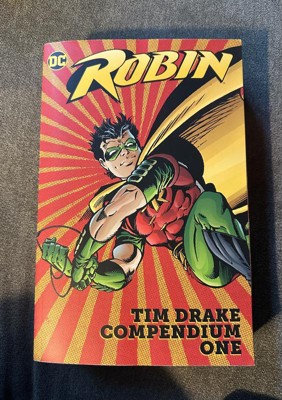 DC
ROBIN
TIM DRAKE
COMPENDIUM
ONE